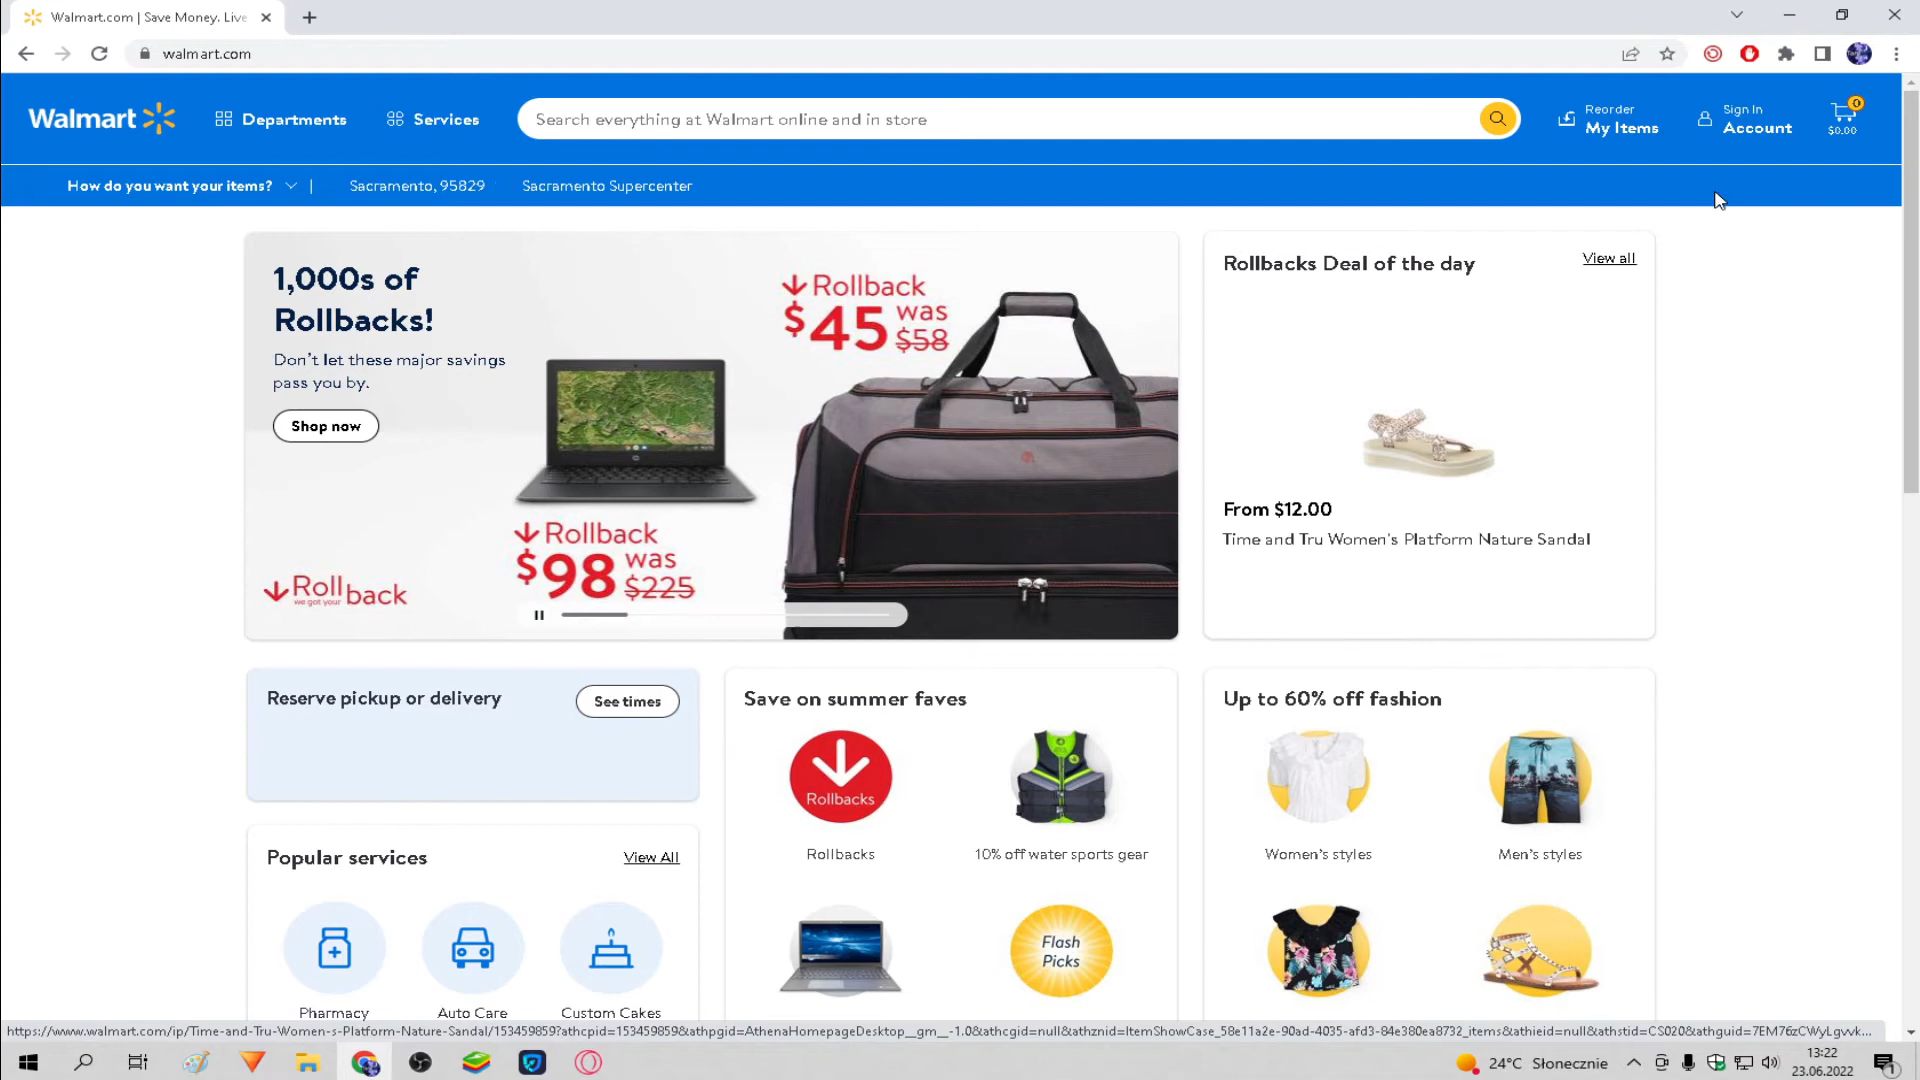 Walmart.com | Save Money. Live
walmart.com
Walmart
Departments
Services
Search everything at Walmart online and in store
Reorder
My Items
Sign In
Account
0
$0.00
How do you want your items?
Sacramento, 95829
Sacramento Supercenter
1,000s of
Rollbacks!
Don't let these major savings
pass you by.
Shop now
Rollback
$45 was
$58
Rollback
$98 was
$225
Rollback
we got your
Rollbacks Deal of the day
View all
From $12.00
Time and Tru Women's Platform Nature Sandal
Reserve pickup or delivery
See times
Save on summer faves
Rollbacks
Rollbacks
10% off water sports gear
Flash
Picks
Up to 60% off fashion
Women's styles
Men's styles
Popular services
View All
Pharmacy
Auto Care
Custom Cakes
https://www.walmart.com/ip/Time-and-Tru-Women-s-Platform-Nature-Sandal/153459859?athcpid=153459859&athpgid=AthenaHomepageDesktop__gm__-1.0&athcgid=null&athznid=ItemShowCase_58e11a2e-90ad-4035-afd3-84e380ea8732_items&athieid=null&athstid=CS020&athguid=7EM76zCWyLgvvk...
24°C Słonecznie
13:22
23.06.2022
1